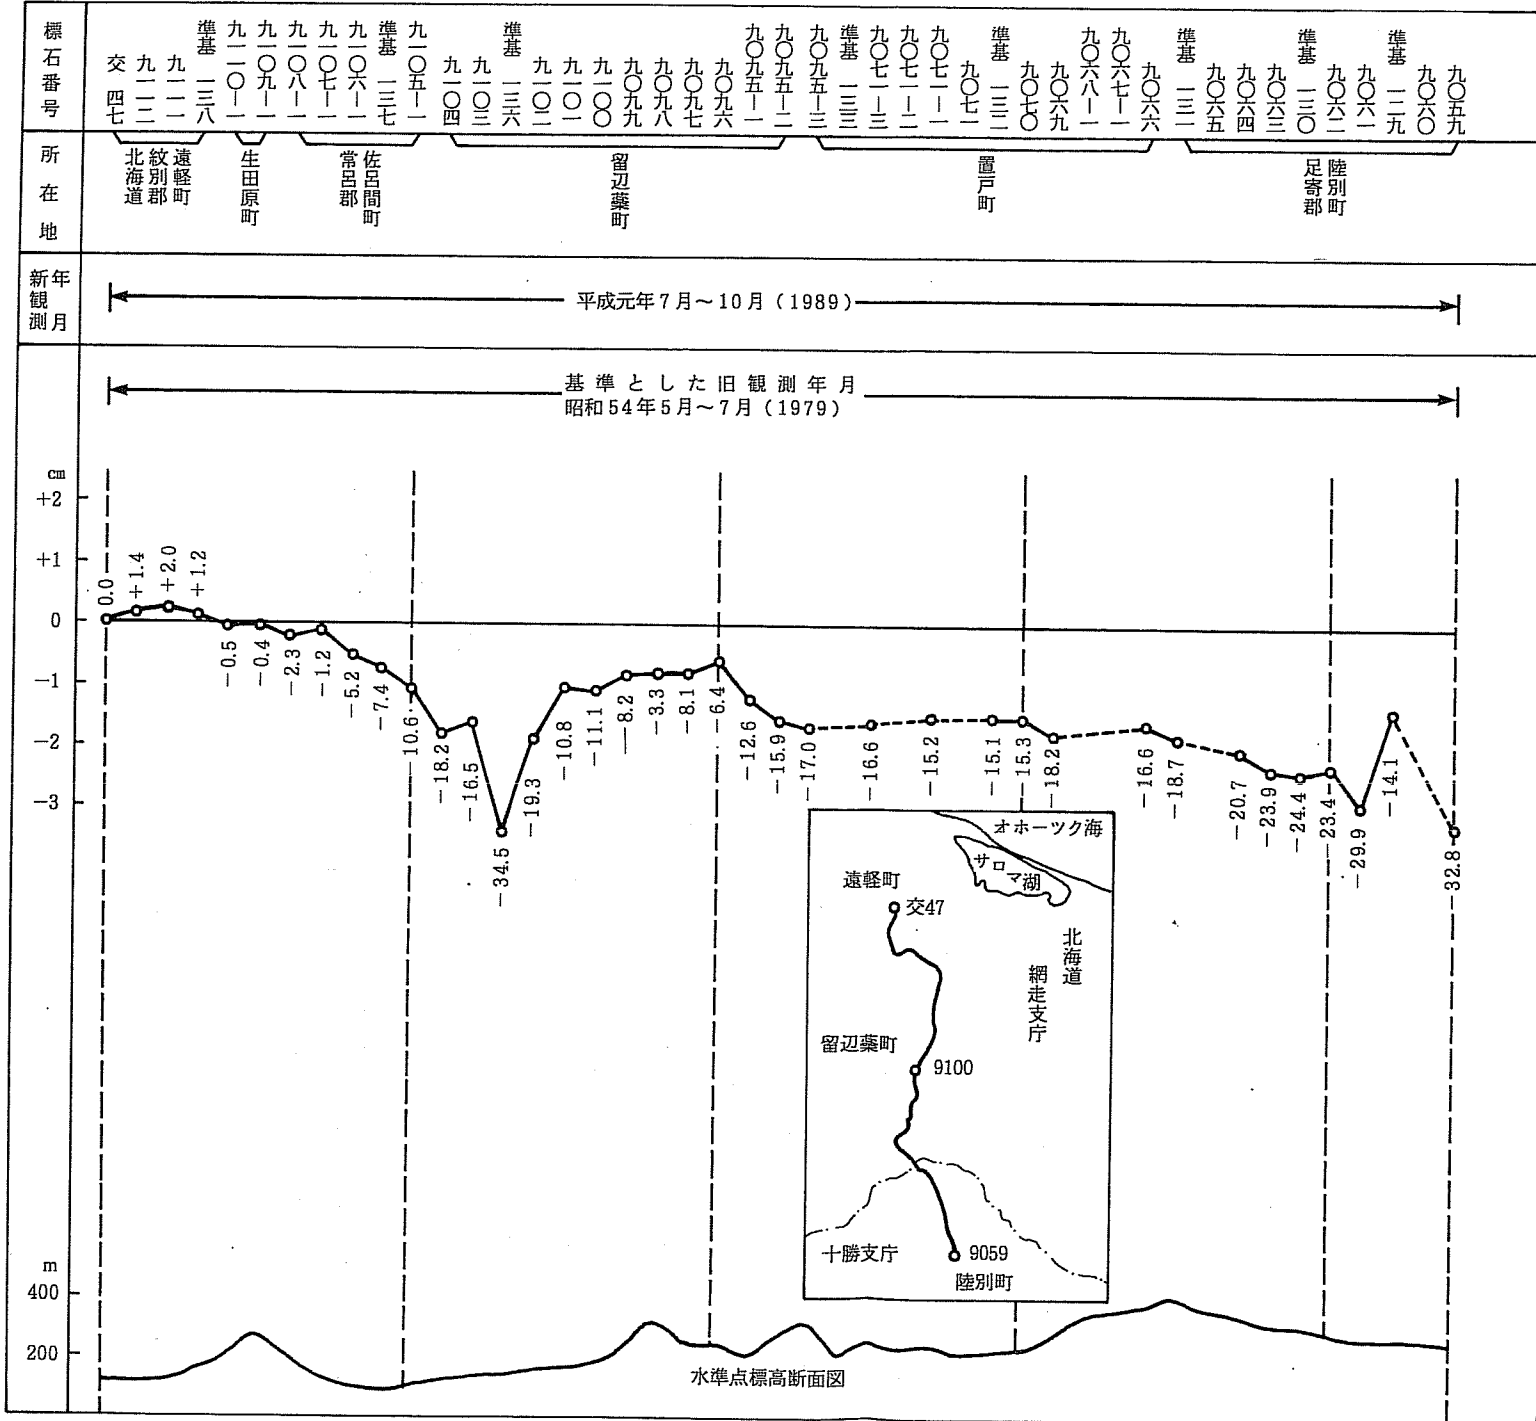 標石番号
交 四七
九一一二
九一一一
準基 一三八
九一一〇―一
九一〇九―一
九一〇八―一
九一〇七―一
九一〇六―一
準基 一三七
九一〇五―一
九一〇四
九一〇三
準基 一三六
九一〇二
九一〇一
九一〇〇
九〇九九
九〇九八
九〇九七
九〇九六
九〇九五―一
九〇九五―二
九〇九五―三
準基 一三三
九〇七一―三
九〇七一―二
九〇七一―一
九〇七一
準基 一三二
九〇七〇
九〇六九
九〇六八―一
九〇六七―一
九〇六六
準基 一三一
九〇六五
九〇六四
九〇六三
準基 一三〇
九〇六二
九〇六一
準基 一二九
九〇六〇
九〇五九
所在地
北海道
紋別郡
遠軽町
生田原町
常呂郡
佐呂間町
留辺蘂町
置戸町
足寄郡
陸別町
新観測
年月
平成元年7月～10月(1989)
基準とした旧観測年月
昭和54年5月～7月(1979)
cm
+2
+1
0
-1
-2
-3
0.0
+1.4
+2.0
+1.2
-0.5
-0.4
-2.3
-1.2
-5.2
-7.4
-10.6
-18.2
-16.5
-34.5
-19.3
-10.8
-11.1
-8.2
-3.3
-8.1
-6.4
-12.6
-15.9
-17.0
-16.6
-15.2
-15.1
-15.3
-18.2
-16.6
-18.7
-20.7
-23.9
-24.4
-23.4
-29.9
-14.1
-32.8
オホーツク海
サロマ湖
遠軽町
交47
北海道
網走支庁
留辺蘂町
9100
十勝支庁
9059
陸別町
m
400
200
水準点標高断面図